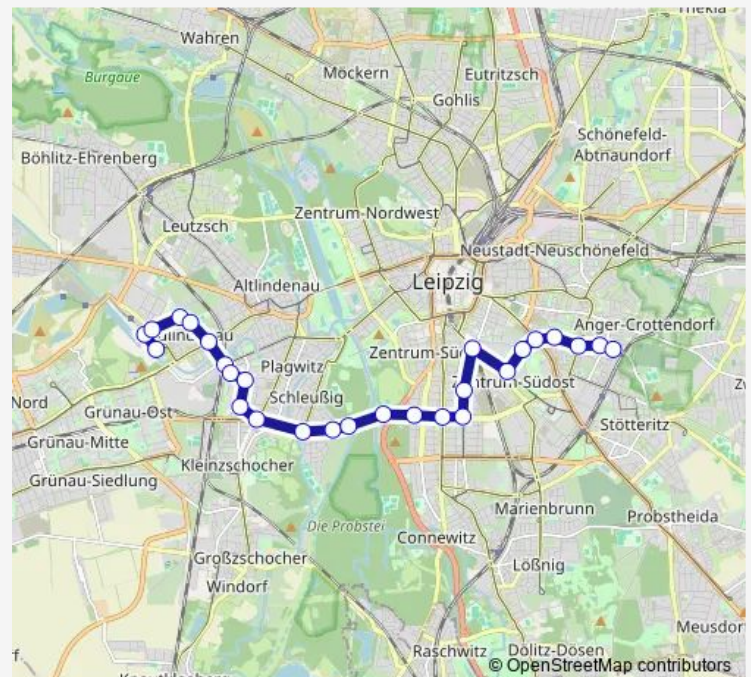 Thekla
Wahren
Möckern
Eutritzsch
Burgaue
Gohlis
Schönefeld-
Abtnaundorf
Böhlitz-Ehrenberg
Leutzsch
Zentrum-Nordwest
Neustadt-Neuschönefeld
Altlindenau
Leipzig
Anger-Crottendorf
Zentrum-Sü
Plagwitz
Zentrum-Südost
Schleußig
Nord
Grünau-Ost
Stötteritz
Grünau-Mitte
Kleinzschocher
Grünau-Siedlung
Marienbrunn
Probstheida
Die Probstei
Connewitz
Großzschocher
Windorf
Lößnig
Meusdor
Raschwitz
Dölitz-Dösen
© OpenStreetMap contributors